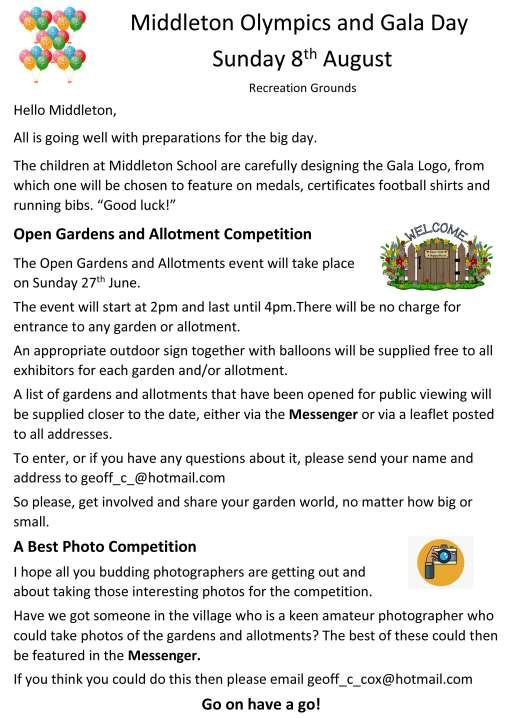 Middleton Olympics and Gala Day
Sunday 8th August
Recreation Grounds
Hello Middleton,
All is going well with preparations for the big day.
The children at Middleton School are carefully designing the Gala Logo, from
which one will be chosen to feature on medals, certificates football shirts and
running bibs. “Good luck!”
Open Gardens and Allotment Competition
WELCOME
The Open Gardens and Allotments event will take place
on Sunday 27th June.
The event will start at 2pm and last until 4pm.There will be no charge for
entrance to any garden or allotment.
An appropriate outdoor sign together with balloons will be supplied free to all
exhibitors for each garden and/or allotment.
A list of gardens and allotments that have been opened for public viewing will
be supplied closer to the date, either via the Messenger or via a leaflet posted
to all addresses.
To enter, or if you have any questions about it, please send your name and
address to geoff_c_@hotmail.com
So please, get involved and share your garden world, no matter how big or
small.
A Best Photo Competition
I hope all you budding photographers are getting out and
about taking those interesting photos for the competition.
Have we got someone in the village who is a keen amateur photographer who
could take photos of the gardens and allotments? The best of these could then
be featured in the Messenger.
If you think you could do this then please email geoff_c_cox@hotmail.com
Go on have a go!